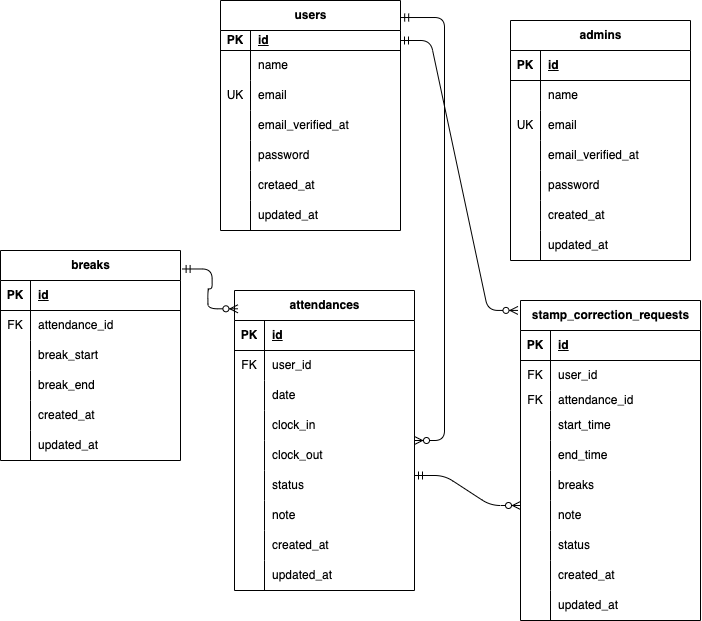 users
PK id
name
UK email
email_verified_at
password
cretaed_at
updated_at
admins
PK id
name
UK email
email_verified_at
password
created_at
updated_at
breaks
PK id
FK attendance_id
break_start
break_end
created_at
updated_at
attendances
PK id
FK user_id
date
clock_in
clock_out
status
note
created_at
updated_at
stamp_correction_requests
PK id
FK user_id
FK attendance_id
start_time
end_time
breaks
note
status
created_at
updated_at